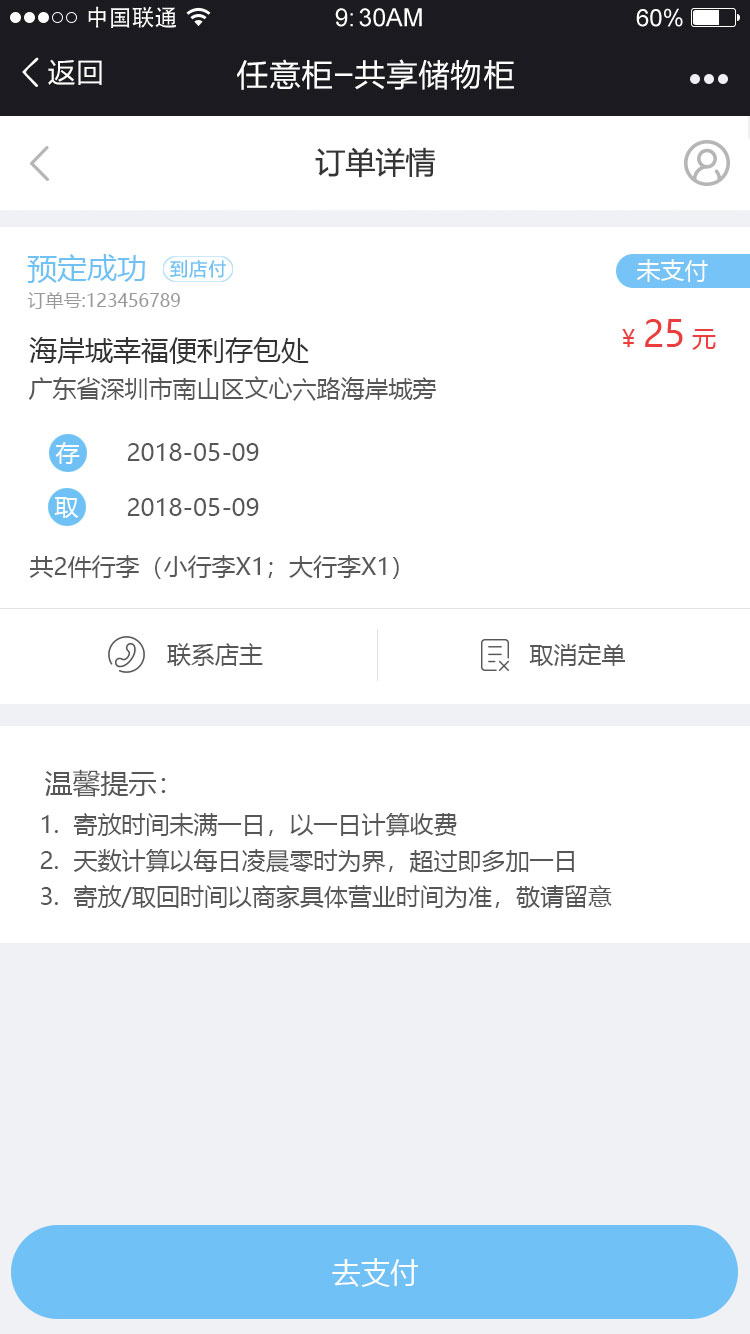 中国联通
9:30AM
60%
返回
任意柜-共享储物柜
订单详情
预定成功
到店付
未支付
订单号:123456789
¥ 25 元
海岸城幸福便利存包处
广东省深圳市南山区文心六路海岸城旁
存 2018-05-09
取 2018-05-09
共2件行李（小行李X1；大行李X1）
联系店主
取消定单
温馨提示：
1. 寄放时间未满一日，以一日计算收费
2. 天数计算以每日凌晨零时为界，超过即多加一日
3. 寄放/取回时间以商家具体营业时间为准，敬请留意
去支付